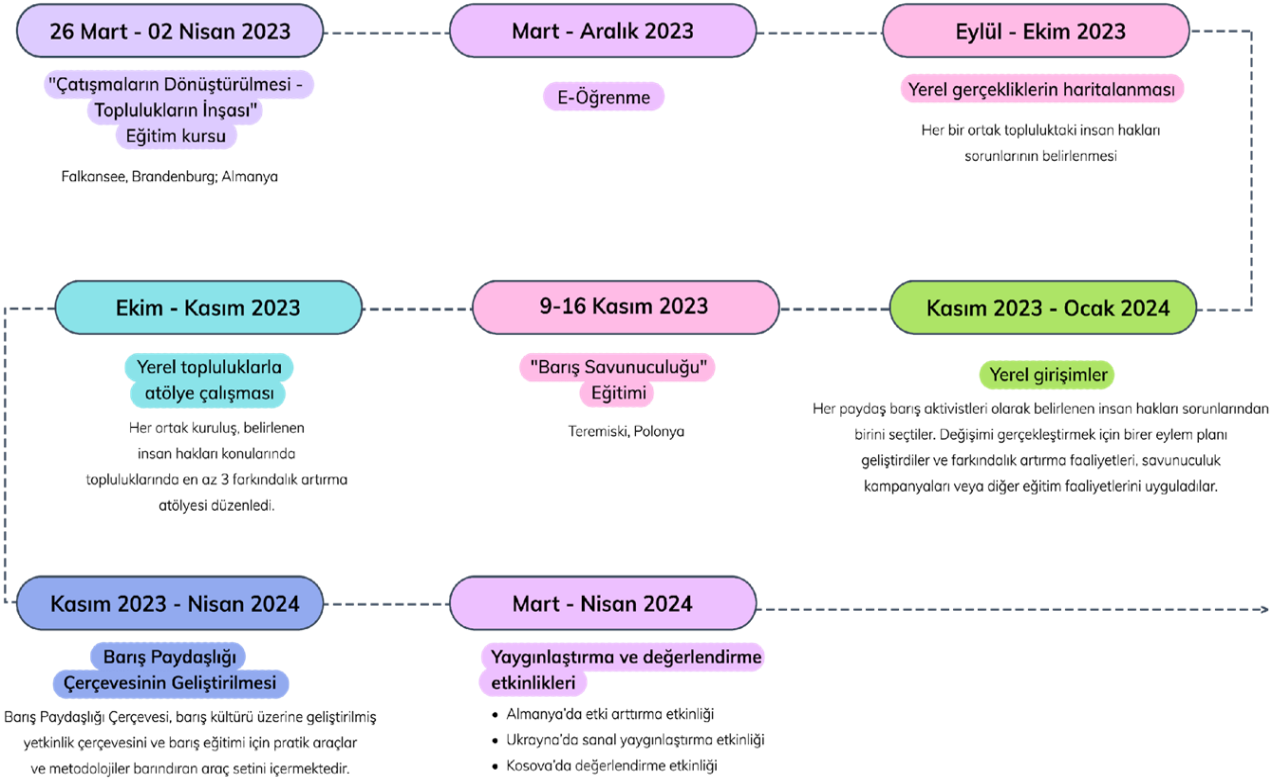 26 Mart - 02 Nisan 2023
"Çatışmaların Dönüştürülmesi -
Toplulukların İnşası"
Eğitim kursu
Falkansee, Brandenburg; Almanya
Mart - Aralık 2023
E-Öğrenme
Eylül - Ekim 2023
Yerel gerçekliklerin haritalanması
Her bir ortak topluluktaki insan hakları
sorunlarının belirlenmesi
Kasım 2023 - Ocak 2024
Yerel girişimler
Her paydaş barış aktivistleri olarak belirlenen insan hakları sorunlarından
birini seçtiler. Değişimi gerçekleştirmek için birer eylem planı
geliştirdiler ve farkındalık artırma faaliyetleri, savunuculuk
kampanyaları veya diğer eğitim faaliyetlerini uyguladılar.
9-16 Kasım 2023
"Barış Savunuculuğu"
Eğitimi
Teremiski, Polonya
Ekim - Kasım 2023
Yerel topluluklarla
atölye çalışması
Her ortak kuruluş, belirlenen
insan hakları konularında
topluluklarında en az 3 farkındalık artırma
atölyesi düzenledi.
Kasım 2023 - Nisan 2024
Barış Paydaşlığı
Çerçevesinin Geliştirilmesi
Barış Paydaşlığı Çerçevesi, barış kültürü üzerine geliştirilmiş
yetkinlik çerçevesini ve barış eğitimi için pratik araçlar
ve metodolojiler barındıran araç setini içermektedir.
Mart - Nisan 2024
Yaygınlaştırma ve değerlendirme
etkinlikleri
• Almanya'da etki arttırma etkinliği
• Ukrayna'da sanal yaygınlaştırma etkinliği
• Kosova'da değerlendirme etkinliği